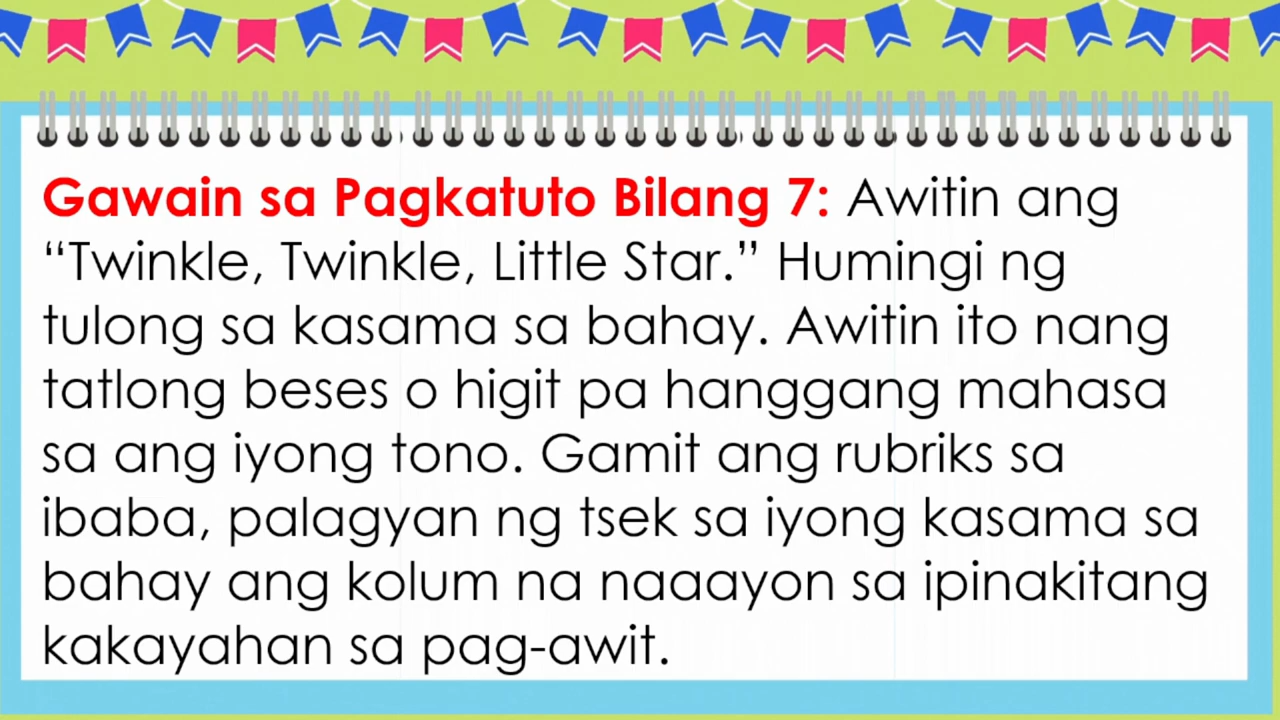 Gawain sa Pagkatuto Bilang 7: Awitin ang
“Twinkle, Twinkle, Little Star.” Humingi ng
tulong sa kasama sa bahay. Awitin ito nang
tatlong beses o higit pa hanggang mahasa
sa ang iyong tono. Gamit ang rubriks sa
ibaba, palagyan ng tsek sa iyong kasama sa
bahay ang kolum na naaayon sa ipinakitang
kakayahan sa pag-awit.